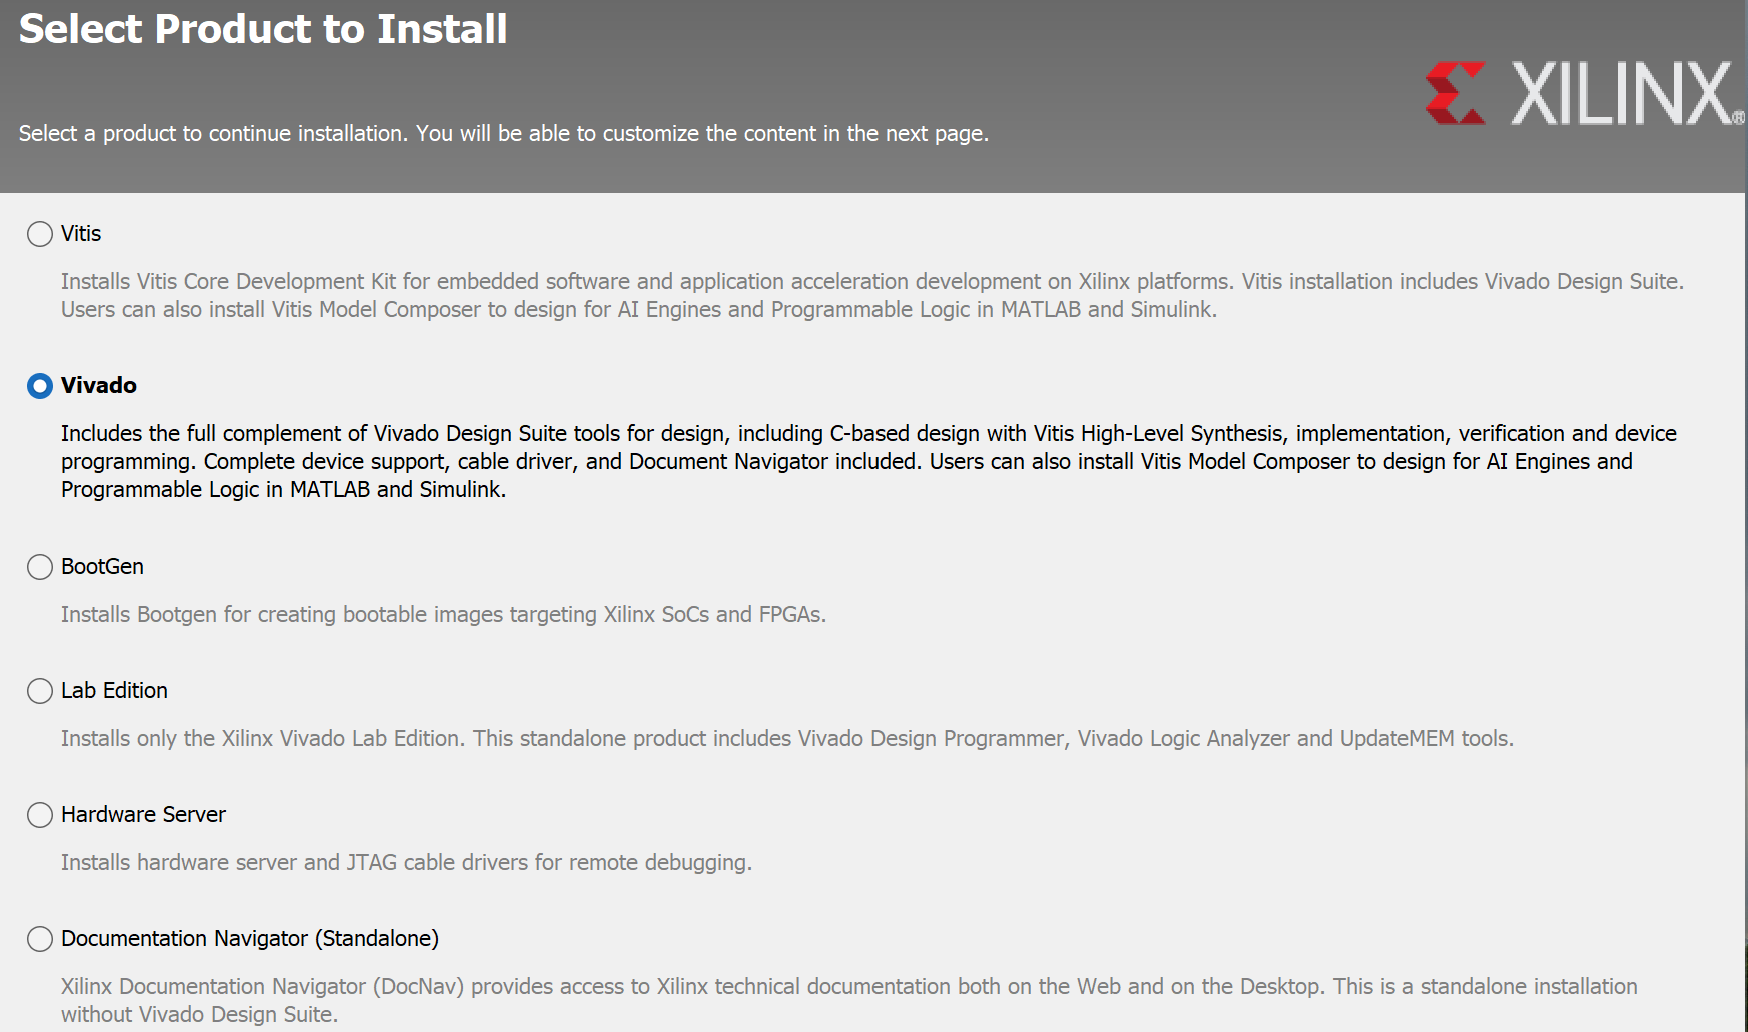 Select Product to Install
XILINX®
Select a product to continue installation. You will be able to customize the content in the next page.
Vitis
Installs Vitis Core Development Kit for embedded software and application acceleration development on Xilinx platforms. Vitis installation includes Vivado Design Suite.
Users can also install Vitis Model Composer to design for AI Engines and Programmable Logic in MATLAB and Simulink.
Vivado
Includes the full complement of Vivado Design Suite tools for design, including C-based design with Vitis High-Level Synthesis, implementation, verification and device
programming. Complete device support, cable driver, and Document Navigator included. Users can also install Vitis Model Composer to design for AI Engines and
Programmable Logic in MATLAB and Simulink.
BootGen
Installs Bootgen for creating bootable images targeting Xilinx SoCs and FPGAs.
Lab Edition
Installs only the Xilinx Vivado Lab Edition. This standalone product includes Vivado Design Programmer, Vivado Logic Analyzer and UpdateMEM tools.
Hardware Server
Installs hardware server and JTAG cable drivers for remote debugging.
Documentation Navigator (Standalone)
Xilinx Documentation Navigator (DocNav) provides access to Xilinx technical documentation both on the Web and on the Desktop. This is a standalone installation
without Vivado Design Suite.